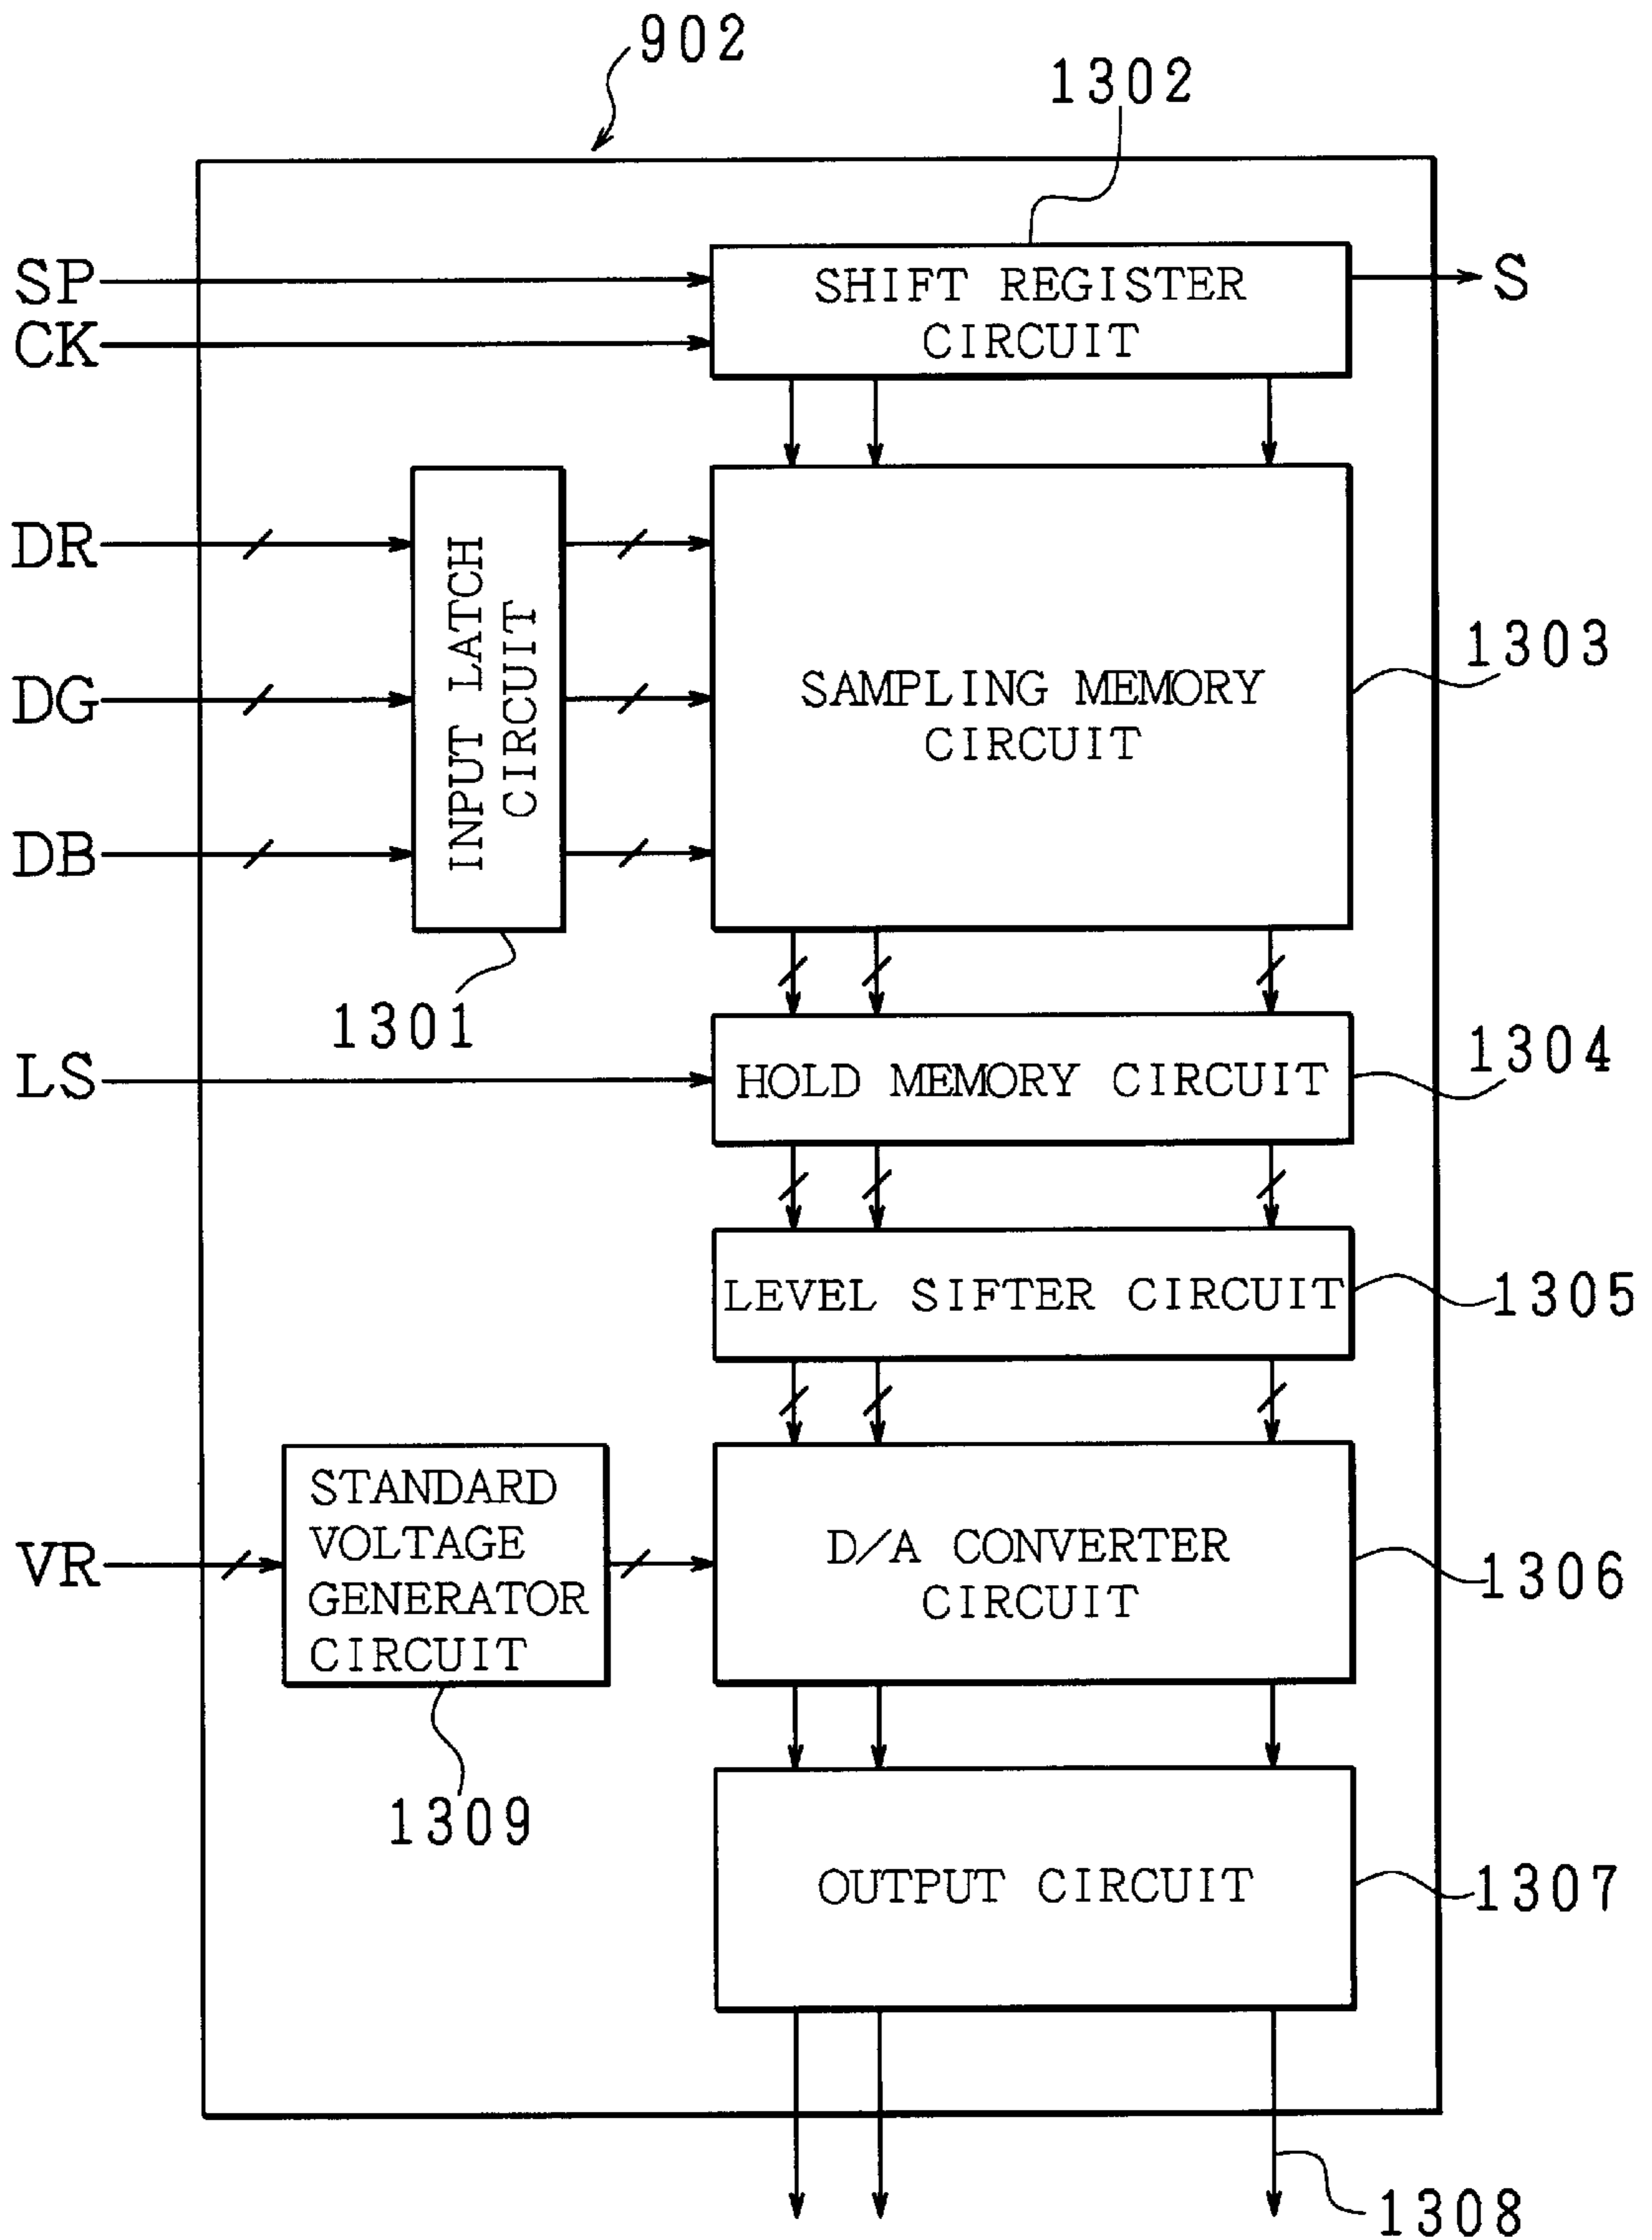 902
1302
SP
SHIFT REGISTER
CIRCUIT
S
CK
DR
DG
DB
INPUT LATCH
CIRCUIT
1301
SAMPLING MEMORY
CIRCUIT
1303
LS
HOLD MEMORY CIRCUIT
1304
LEVEL SIFTER CIRCUIT
1305
VR
STANDARD
VOLTAGE
GENERATOR
CIRCUIT
1309
D/A CONVERTER
CIRCUIT
1306
OUTPUT CIRCUIT
1307
1308